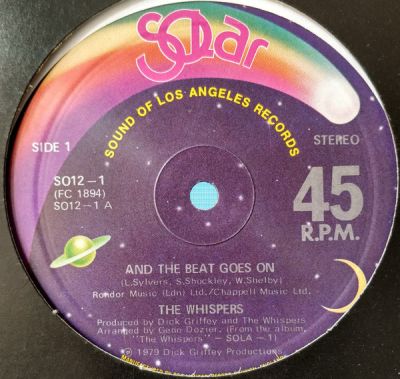 SOLAR
SOUND OF LOS ANGELES RECORDS
SIDE 1
STEREO
SO12-1
(FC 1894)
SO12-1 A
45
R.P.M.
AND THE BEAT GOES ON
(L.Sylvers, S.Shuckley, W.Shelby)
Rondor Music (Ldn) Ltd./Chappell Music Ltd.
THE WHISPERS
Produced by Dick Griffey and The Whispers
Arranged by Gene Dozier. (From the album,
"The Whispers" - SOLA - 1)
℗ 1979 Dick Griffey Productions.